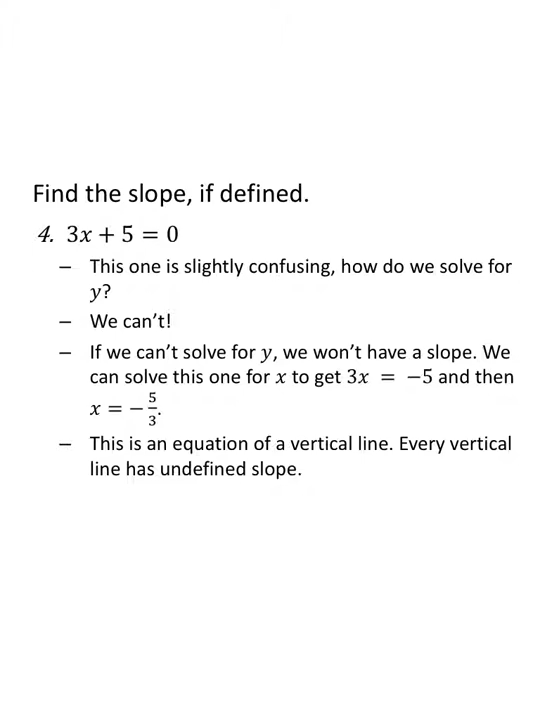 Find the slope, if defined.
4. 3x + 5 = 0
– This one is slightly confusing, how do we solve for
y?
– We can't!
– If we can't solve for y, we won't have a slope. We
can solve this one for x to get 3x = −5 and then
x = −5/3.
– This is an equation of a vertical line. Every vertical
line has undefined slope.